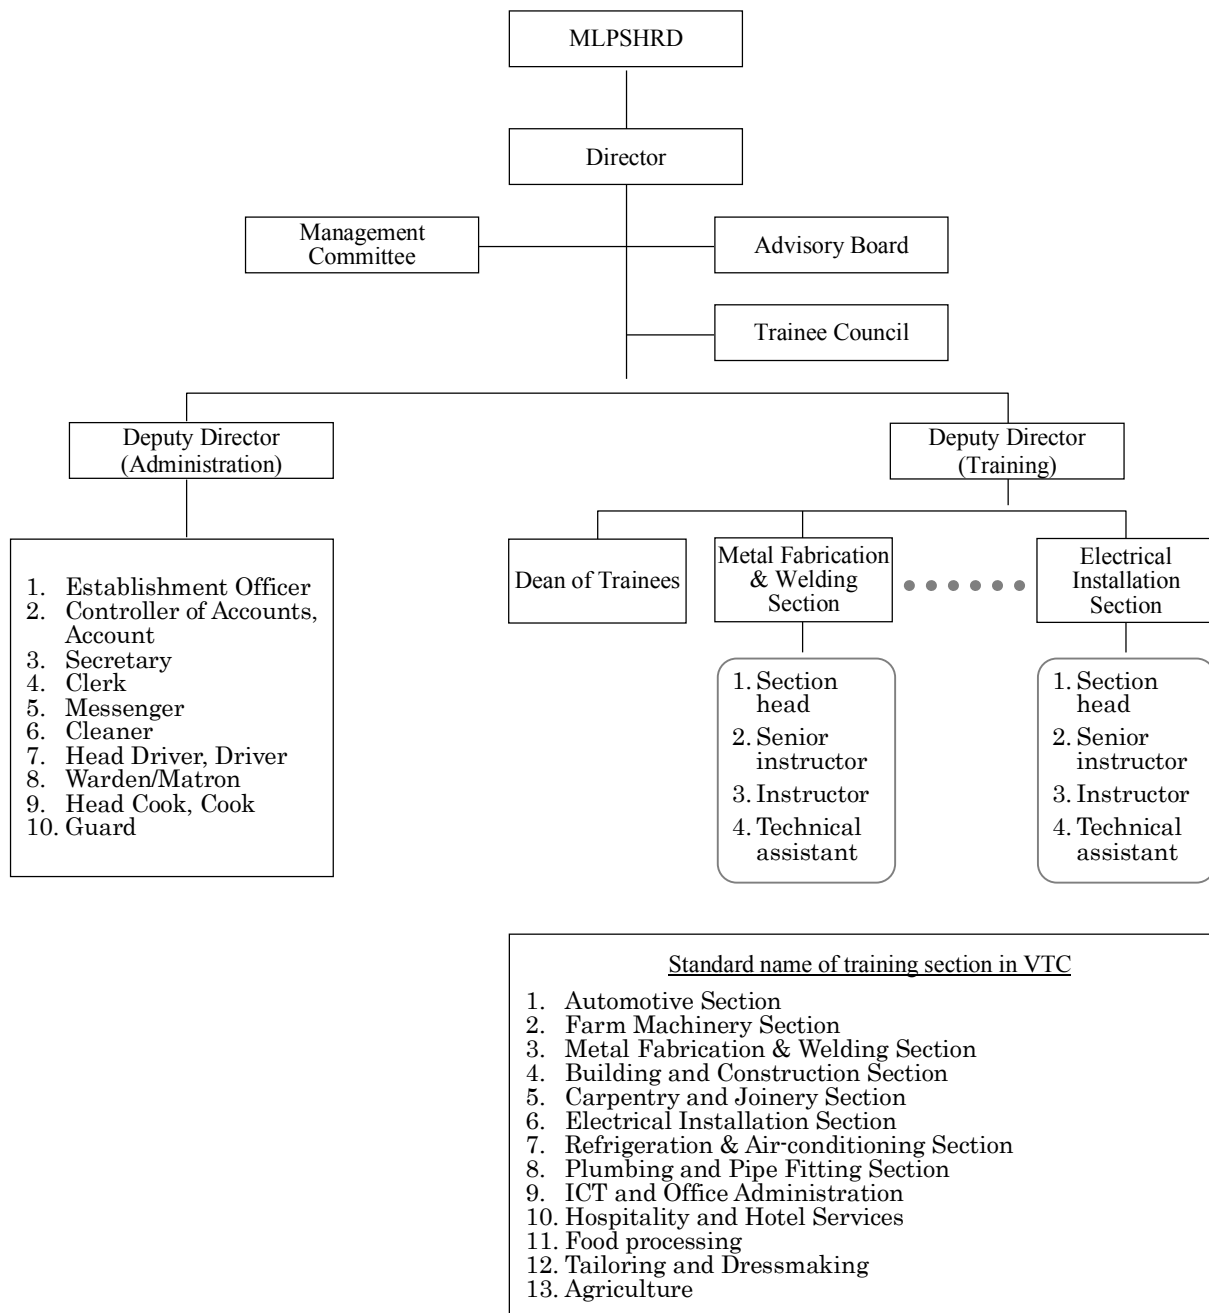 MLPSHRD
Director
Management
Committee
Advisory Board
Trainee Council
Deputy Director
(Administration)
Deputy Director
(Training)
1. Establishment Officer
2. Controller of Accounts,
Account
3. Secretary
4. Clerk
5. Messenger
6. Cleaner
7. Head Driver, Driver
8. Warden/Matron
9. Head Cook, Cook
10. Guard
Dean of Trainees
Metal Fabrication
& Welding
Section
Electrical
Installation
Section
1. Section
head
2. Senior
instructor
3. Instructor
4. Technical
assistant
1. Section
head
2. Senior
instructor
3. Instructor
4. Technical
assistant
Standard name of training section in VTC
1. Automotive Section
2. Farm Machinery Section
3. Metal Fabrication & Welding Section
4. Building and Construction Section
5. Carpentry and Joinery Section
6. Electrical Installation Section
7. Refrigeration & Air-conditioning Section
8. Plumbing and Pipe Fitting Section
9. ICT and Office Administration
10. Hospitality and Hotel Services
11. Food processing
12. Tailoring and Dressmaking
13. Agriculture